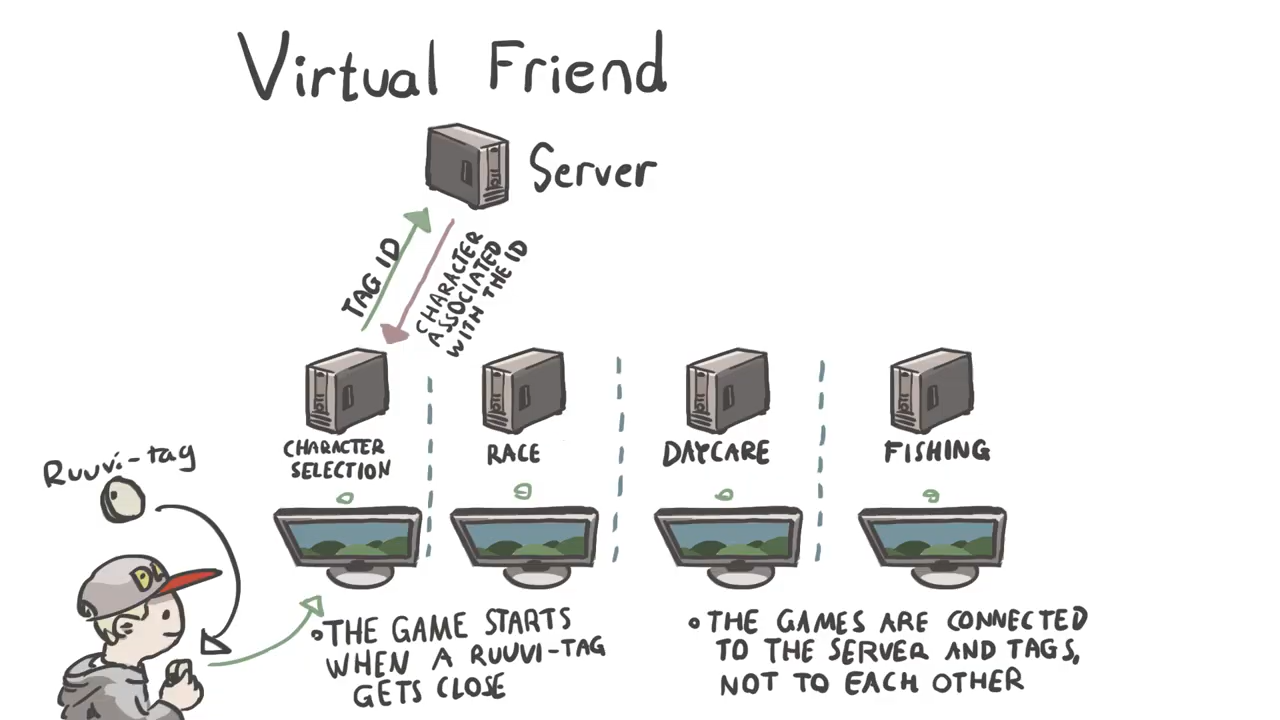 Virtual Friend
Server
TAG ID
CHARACTER
ASSOCIATED
WITH THE ID
CHARACTER
SELECTION
RACE
DAYCARE
FISHING
Ruuvi-tag
DL
• THE GAME STARTS
WHEN A RUUVI-TAG
GETS CLOSE
• THE GAMES ARE CONNECTED
TO THE SERVER AND TAGS,
NOT TO EACH OTHER